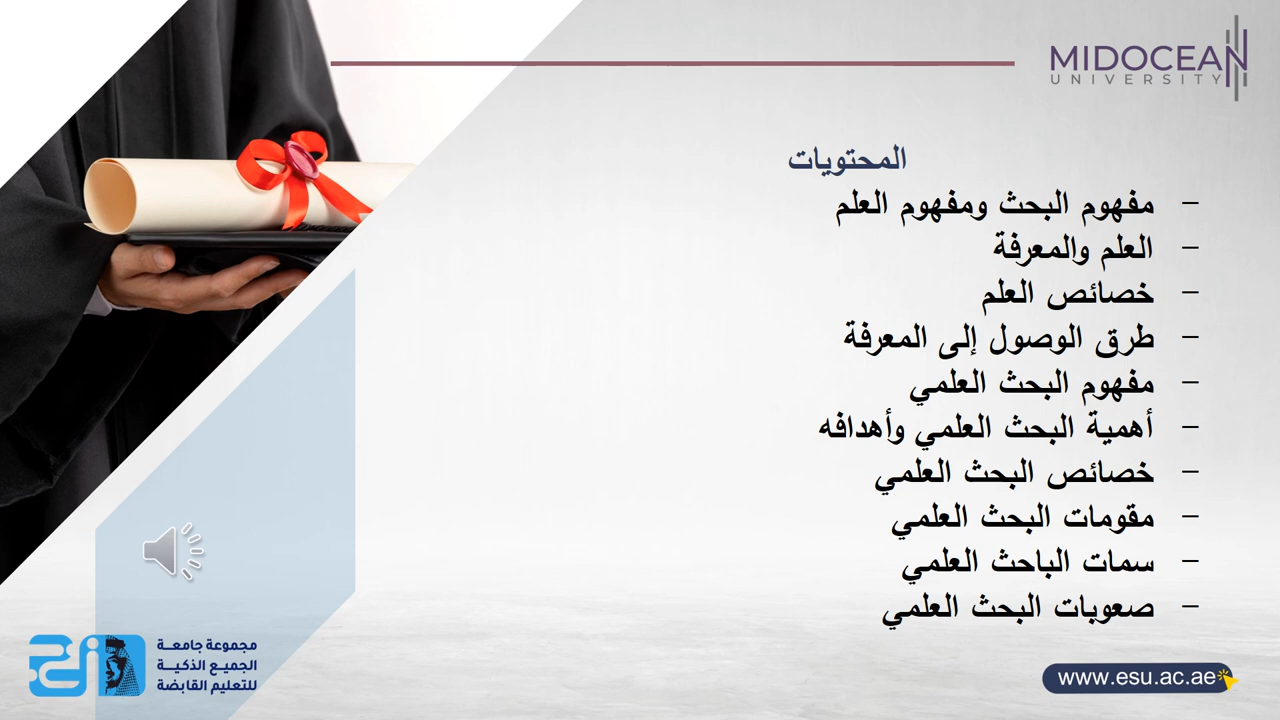 MIDOCEAN
UNIVERSITY
المحتويات
– مفهوم البحث ومفهوم العلم
– العلم والمعرفة
– خصائص العلم
– طرق الوصول إلى المعرفة
– مفهوم البحث العلمي
– أهمية البحث العلمي وأهدافه
– خصائص البحث العلمي
– مقومات البحث العلمي
– سمات الباحث العلمي
– صعوبات البحث العلمي
مجموعة جامعة
الجميع الذكية
للتعليم القابضة
www.esu.ac.ae